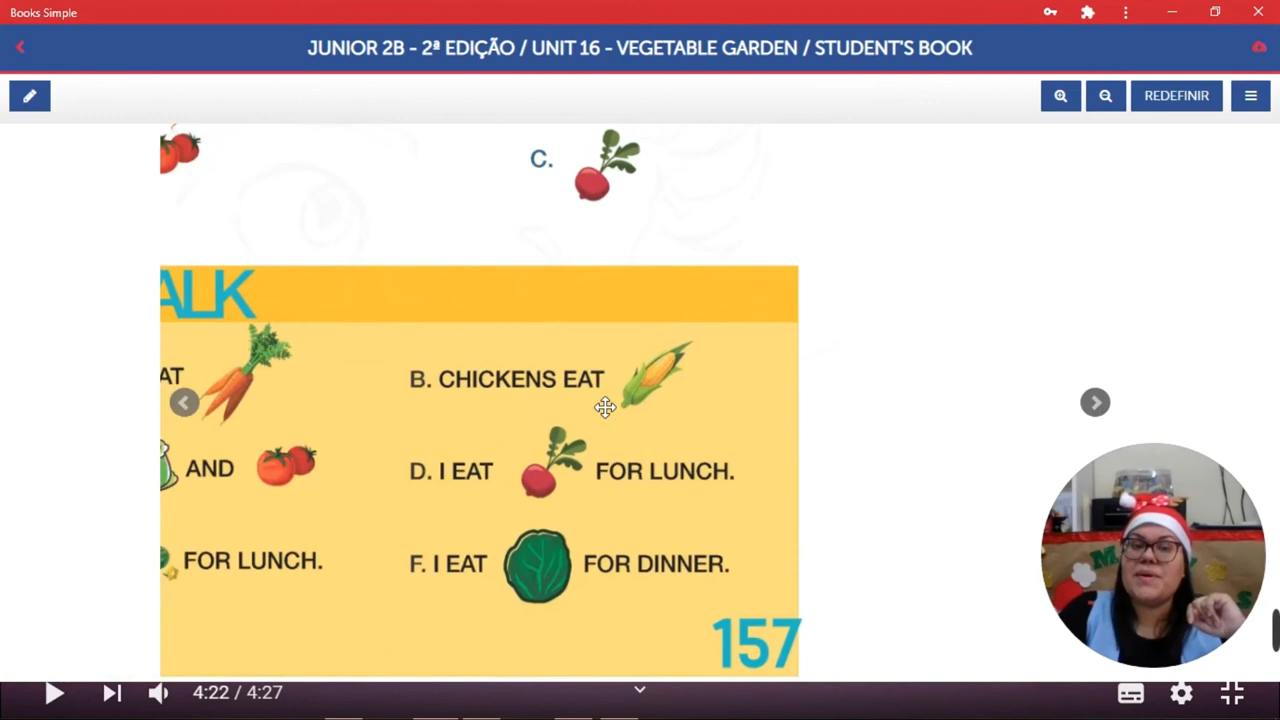 Books Simple
JUNIOR 2B - 2ª EDIÇÃO / UNIT 16 - VEGETABLE GARDEN / STUDENT'S BOOK
REDEFINIR
C.
ALK
AT
B. CHICKENS EAT
AND
D. I EAT FOR LUNCH.
FOR LUNCH.
F. I EAT FOR DINNER.
157
4:22 / 4:27